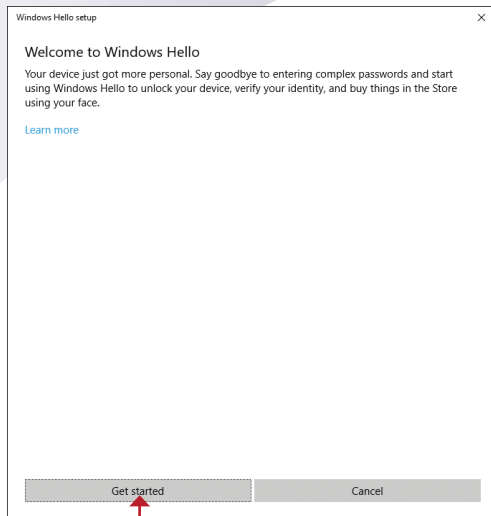 Windows Hello setup
Welcome to Windows Hello
Your device just got more personal. Say goodbye to entering complex passwords and start
using Windows Hello to unlock your device, verify your identity, and buy things in the Store
using your face.
Learn more
Get started
Cancel